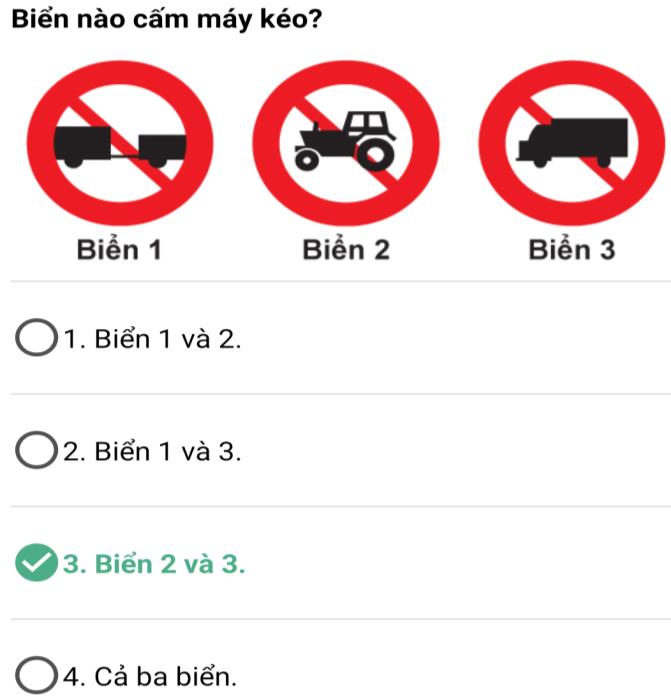 Biển nào cấm máy kéo?
Biển 1 Biển 2 Biển 3
1. Biển 1 và 2.
2. Biển 1 và 3.
3. Biển 2 và 3.
4. Cả ba biển.